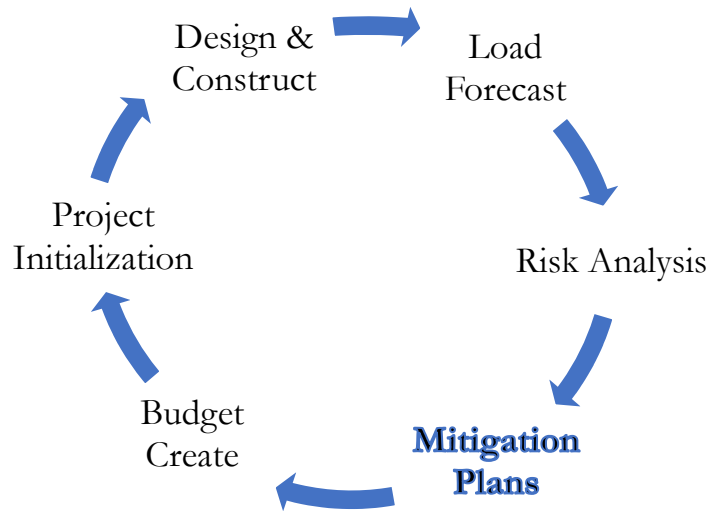 Design &
Construct
Load
Forecast
Project
Initialization
Risk Analysis
Budget
Create
Mitigation
Plans